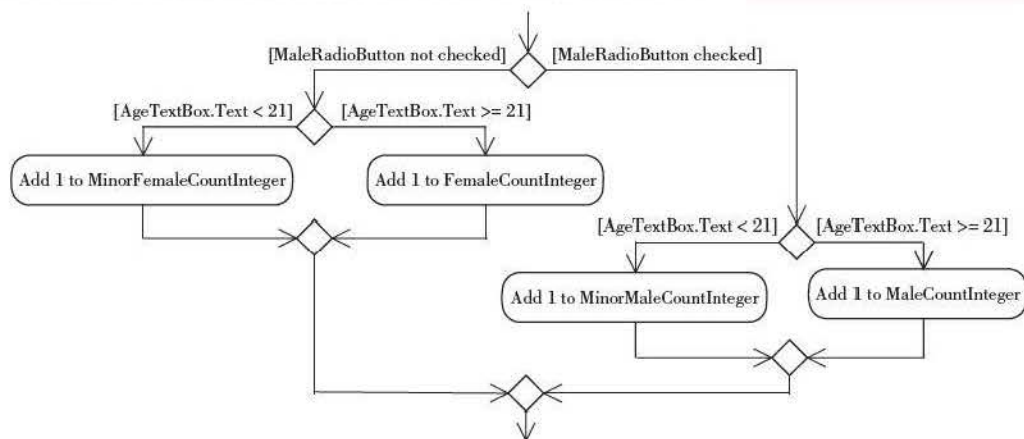 [MaleRadioButton not checked]
[MaleRadioButton checked]
[AgeTextBox.Text < 21]
[AgeTextBox.Text >= 21]
Add 1 to MinorFemaleCountInteger
Add 1 to FemaleCountInteger
[AgeTextBox.Text < 21]
[AgeTextBox.Text >= 21]
Add 1 to MinorMaleCountInteger
Add 1 to MaleCountInteger